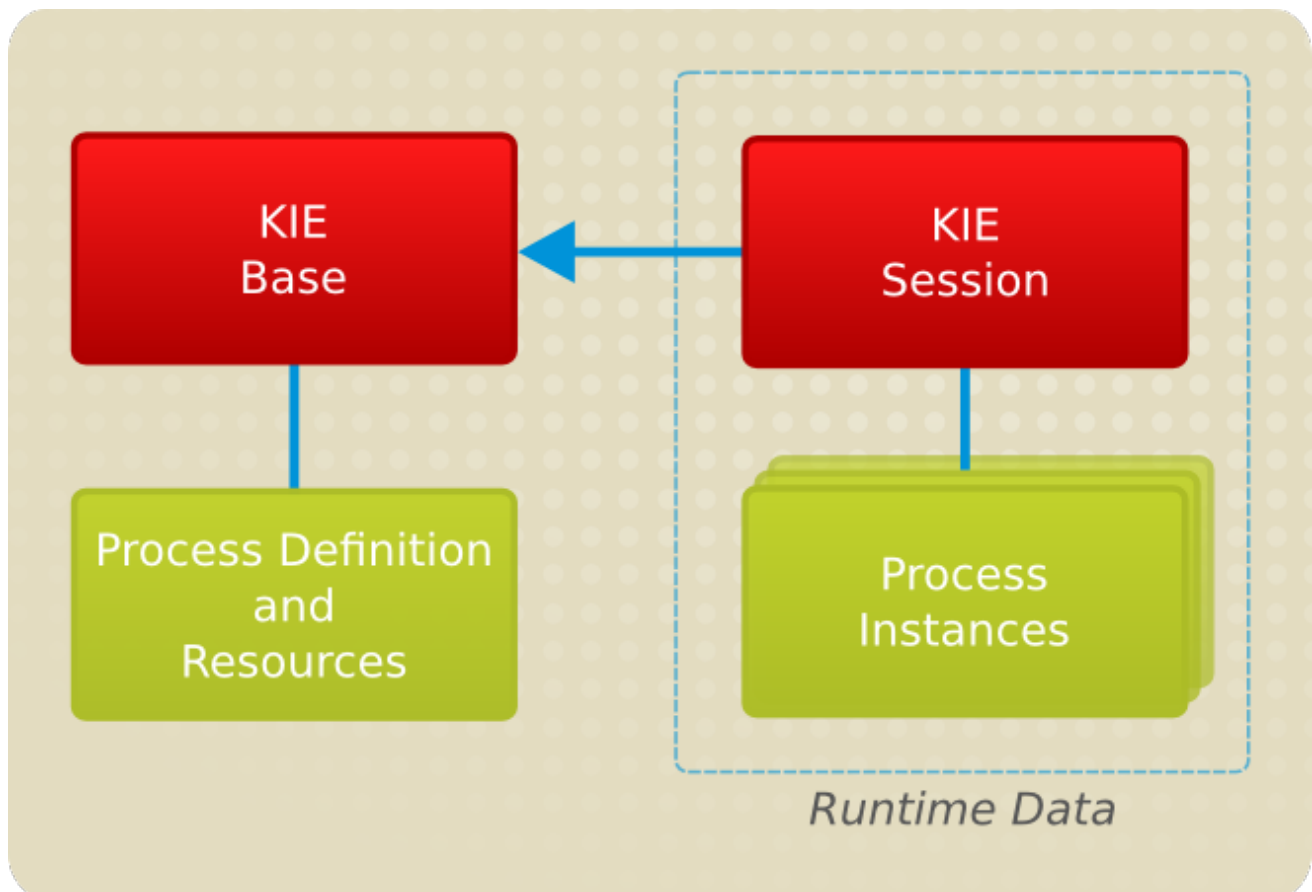 KIE
Base
KIE
Session
Process Definition
and
Resources
Process
Instances
Runtime Data